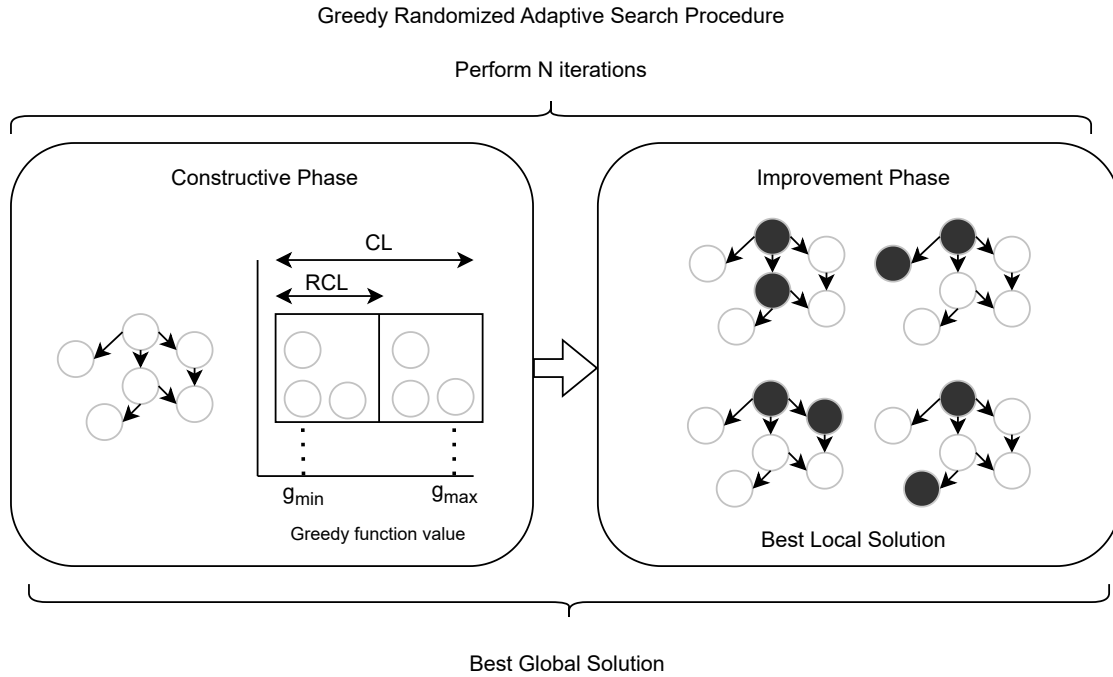 Greedy Randomized Adaptive Search Procedure
Perform N iterations
Constructive Phase
CL
RCL
gmin
gmax
Greedy function value
Improvement Phase
Best Local Solution
Best Global Solution